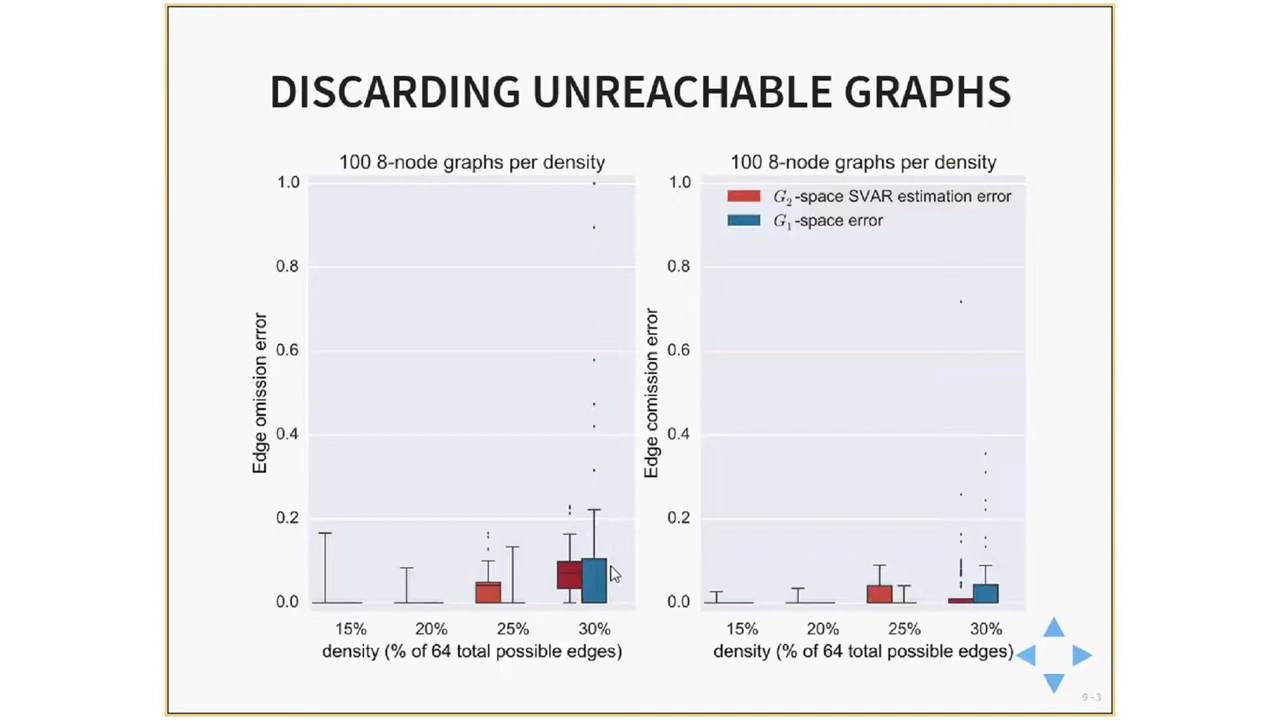 DISCARDING UNREACHABLE GRAPHS
100 8-node graphs per density
1.0
0.8
0.6
0.4
0.2
0.0
Edge omission error
15% 20% 25% 30%
density (% of 64 total possible edges)
100 8-node graphs per density
G₂-space SVAR estimation error
G₁-space error
1.0
0.8
0.6
0.4
0.2
0.0
Edge comission error
15% 20% 25% 30%
density (% of 64 total possible edges)
9-3